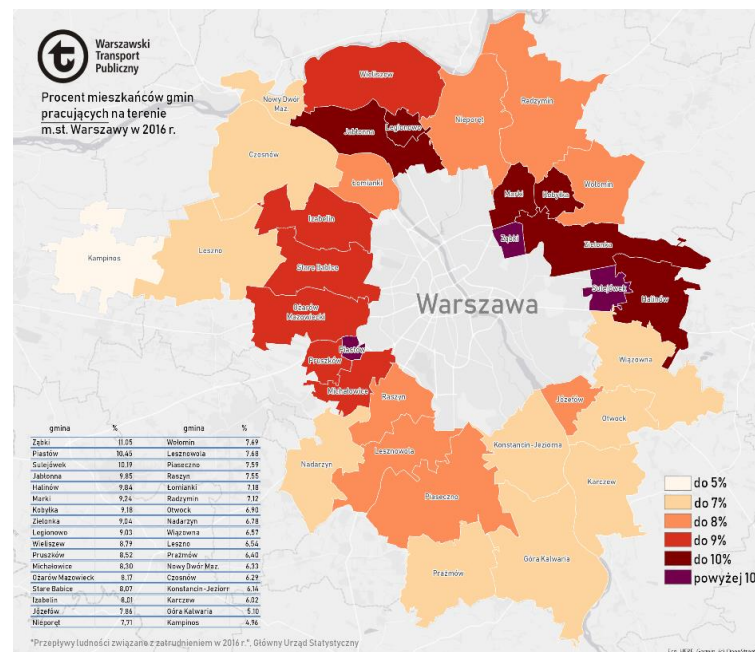 Warszawski
Transport
Publiczny
Procent mieszkańców gmin
pracujących na terenie
m.st. Warszawy w 2016 r.
Wieliszew
Nowy Dwór
Maz.
Jabłonna
Legionowo
Nieporęt
Radzymin
Czosnów
Łomianki
Marki
Kobyłka
Wołomin
Izabelin
Ząbki
Zielonka
Kampinos
Leszno
Stare Babice
Sulejówek
Halinów
Ożarów
Mazowiecki
Warszawa
Piastów
Pruszków
Wiązowna
Michałowice
Raszyn
Józefów
Otwock
Nadarzyn
Lesznowola
Konstancin-Jeziorna
Karczew
Piaseczno
Góra Kalwaria
Prażmów
gmina % gmina %
Ząbki 11.05 Wołomin 7.69
Piastów 10.45 Lesznowola 7.68
Sulejówek 10.19 Piaseczno 7.59
Jabłonna 9.85 Raszyn 7.55
Halinów 9.84 Łomianki 7.18
Marki 9.24 Radzymin 7.12
Kobyłka 9.18 Otwock 6.90
Zielonka 9.04 Nadarzyn 6.78
Legionowo 9.03 Wiązowna 6.57
Wieliszew 8.79 Leszno 6.54
Pruszków 8.52 Prażmów 6.40
Michałowice 8.30 Nowy Dwór Maz. 6.33
Ożarów Mazowieck 8.17 Czosnów 6.29
Stare Babice 8.07 Konstancin-Jeziorr 6.14
Izabelin 8.01 Karczew 6.02
Józefów 7.86 Góra Kalwaria 5.10
Nieporęt 7.71 Kampinos 4.96
do 5%
do 7%
do 8%
do 9%
do 10%
powyżej 10
"Przepływy ludności związane z zatrudnieniem w 2016 r.", Główny Urząd Statystyczny